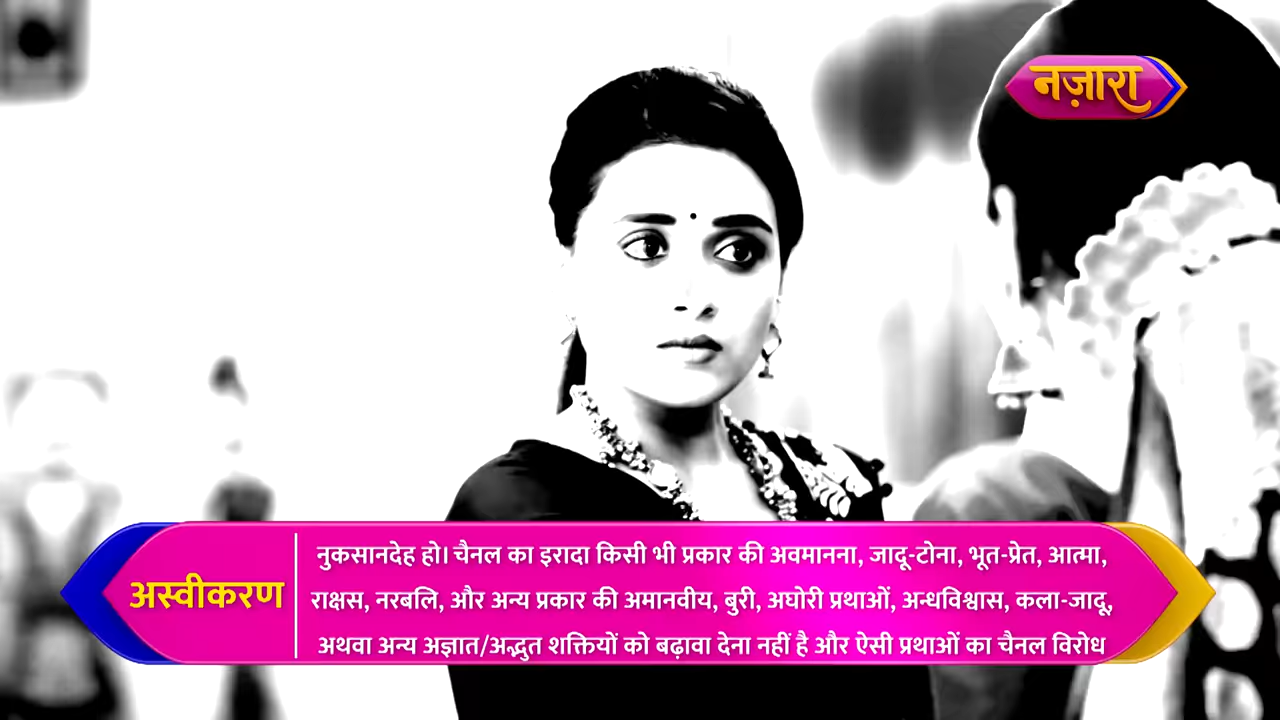 नज़ारा
अस्वीकरण
नुकसानदेह हो। चैनल का इरादा किसी भी प्रकार की अवमानना, जादू-टोना, भूत-प्रेत, आत्मा,
राक्षस, नरबलि, और अन्य प्रकार की अमानवीय, बुरी, अघोरी प्रथाओं, अन्धविश्वास, कला-जादू,
अथवा अन्य अज्ञात/अद्भुत शक्तियों को बढ़ावा देना नहीं है और ऐसी प्रथाओं का चैनल विरोध